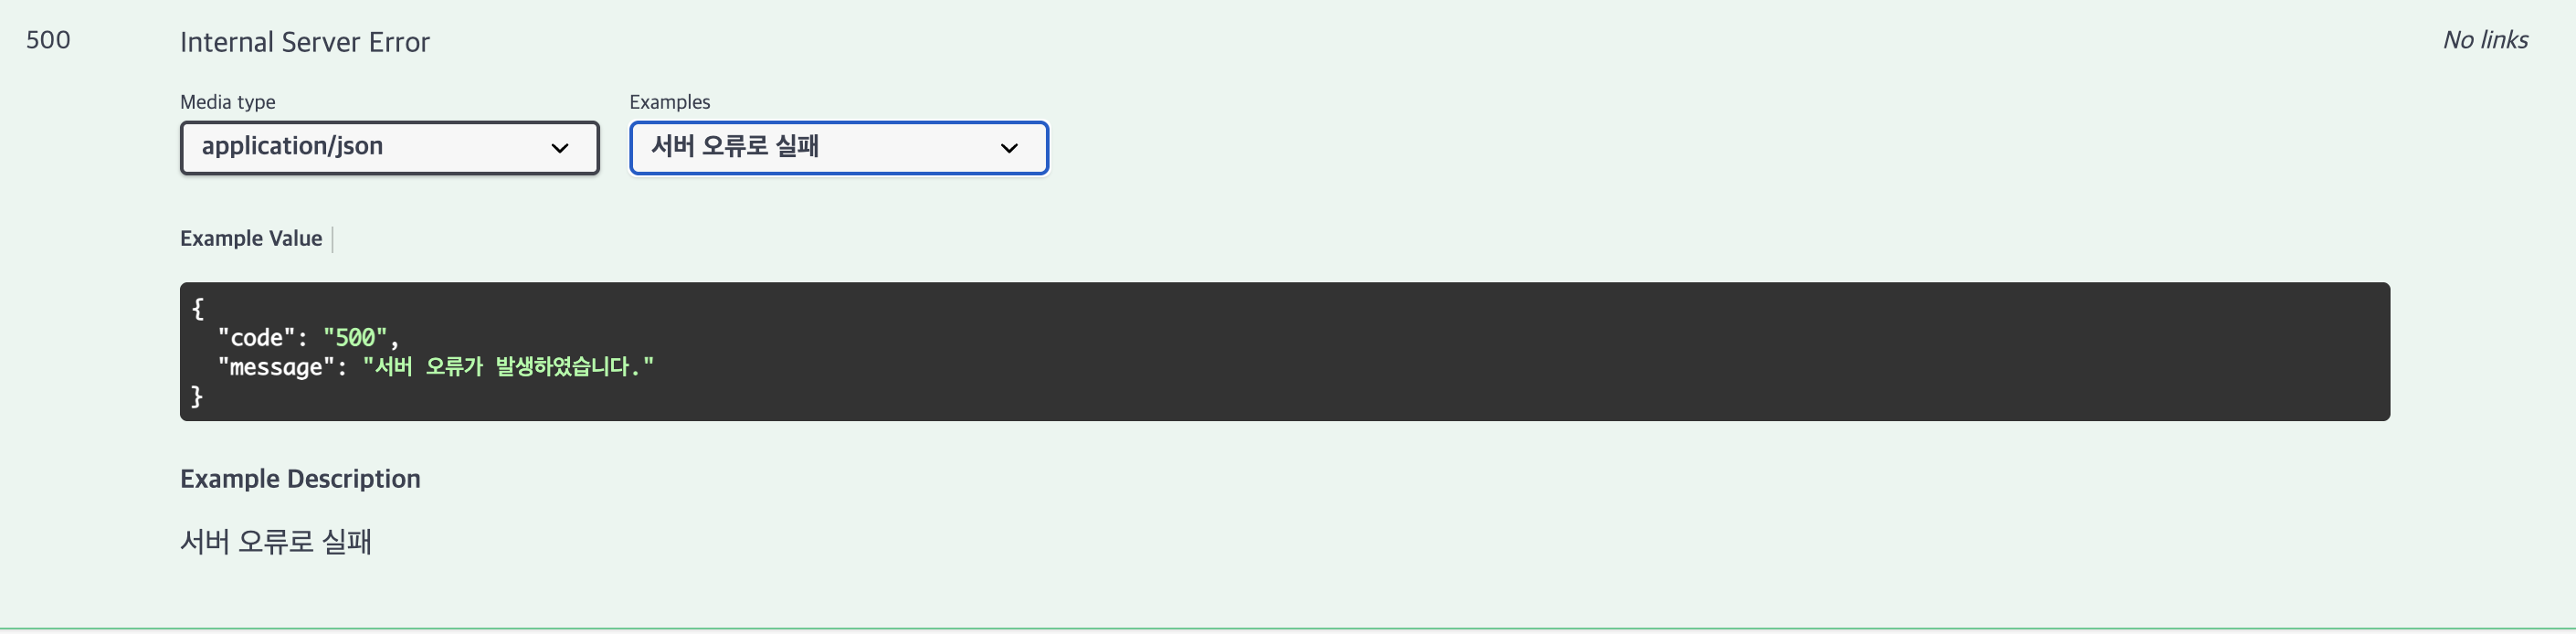 500 Internal Server Error No links
Media type Examples
application/json 서버 오류로 실패
Example Value
{
"code": "500",
"message": "서버 오류가 발생하였습니다."
}
Example Description
서버 오류로 실패